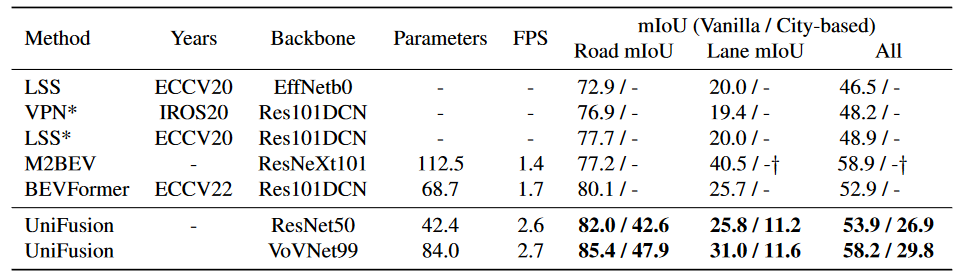 Method Years Backbone Parameters FPS mIoU (Vanilla / City-based)
Road mIoU Lane mIoU All
LSS ECCV20 EffNetb0 - - 72.9 / - 20.0 / - 46.5 / -
VPN* IROS20 Res101DCN - - 76.9 / - 19.4 / - 48.2 / -
LSS* ECCV20 Res101DCN - - 77.7 / - 20.0 / - 48.9 / -
M2BEV - ResNeXt101 112.5 1.4 77.2 / - 40.5 / -† 58.9 / -†
BEVFormer ECCV22 Res101DCN 68.7 1.7 80.1 / - 25.7 / - 52.9 / -
UniFusion - ResNet50 42.4 2.6 82.0 / 42.6 25.8 / 11.2 53.9 / 26.9
UniFusion VoVNet99 84.0 2.7 85.4 / 47.9 31.0 / 11.6 58.2 / 29.8